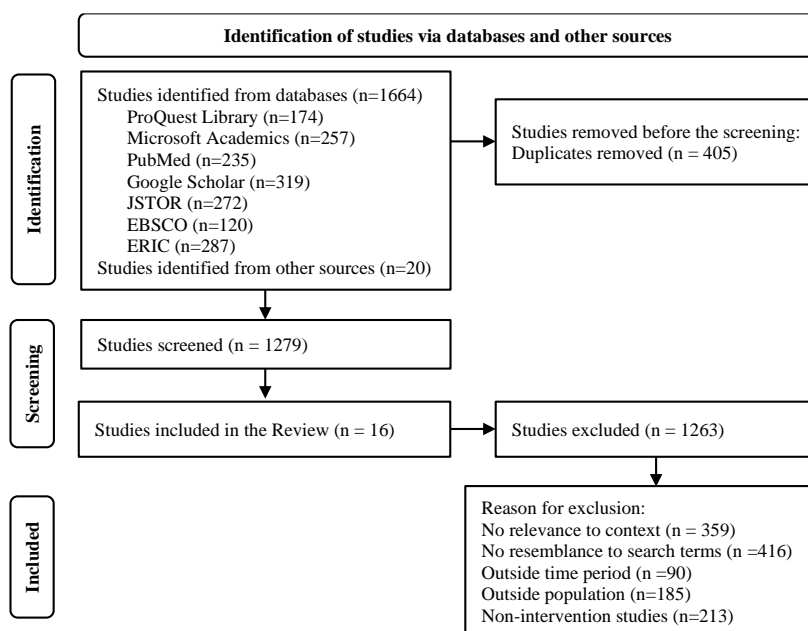 Identification of studies via databases and other sources
Identification
Studies identified from databases (n=1664)
ProQuest Library (n=174)
Microsoft Academics (n=257)
PubMed (n=235)
Google Scholar (n=319)
JSTOR (n=272)
EBSCO (n=120)
ERIC (n=287)
Studies identified from other sources (n=20)
Studies removed before the screening:
Duplicates removed (n = 405)
Screening
Studies screened (n = 1279)
Studies included in the Review (n = 16)
Studies excluded (n = 1263)
Included
Reason for exclusion:
No relevance to context (n = 359)
No resemblance to search terms (n =416)
Outside time period (n =90)
Outside population (n=185)
Non-intervention studies (n=213)